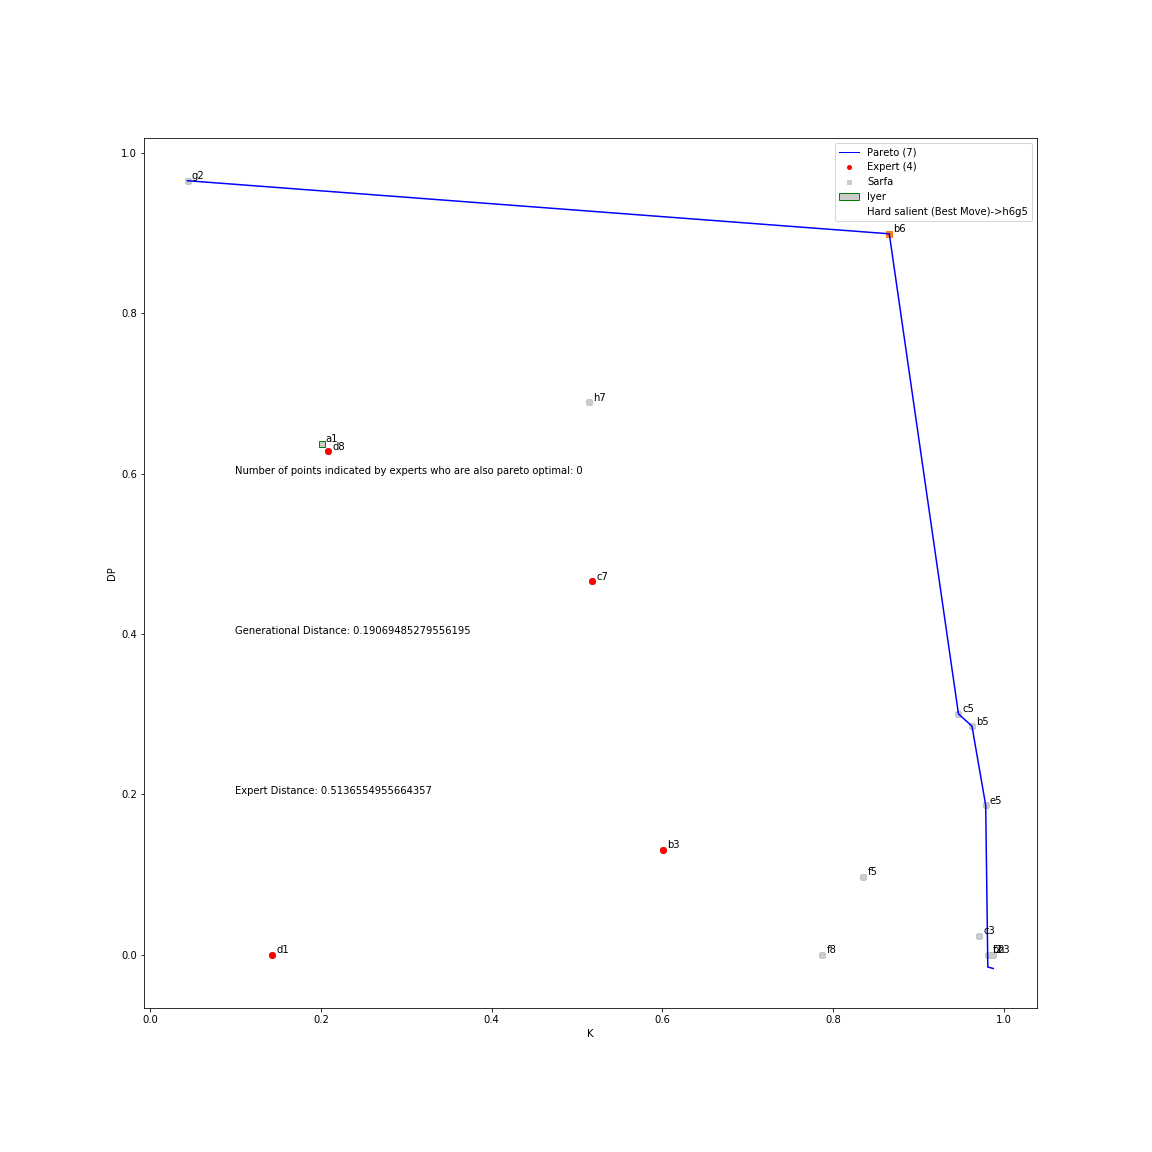 Pareto (7)
Expert (4)
Sarfa
Iyer
Hard salient (Best Move)->h6g5
1.0
g2
b6
0.8
h7
a1
d8
0.6
Number of points indicated by experts who are also pareto optimal: 0
c7
DP
0.4
Generational Distance: 0.19069485279556195
c5
b5
0.2
Expert Distance: 0.5136554955664357
e5
b3
f5
c3
0.0
d1
f8
0.0
0.2
0.4
0.6
0.8
1.0
K